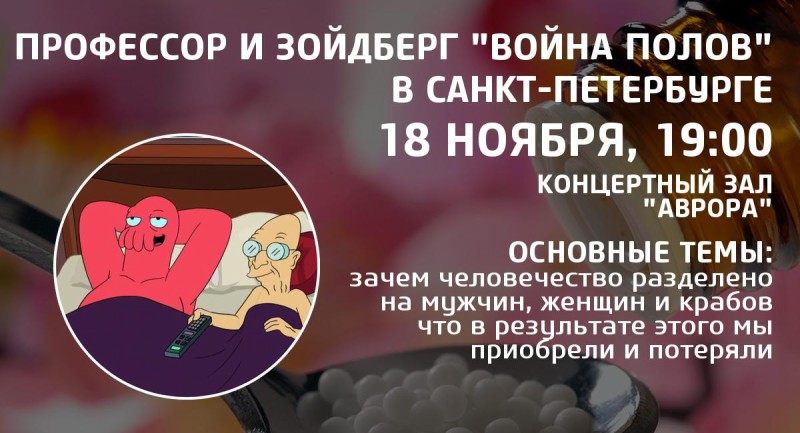 ПРОФЕССОР И ЗОЙДБЕРГ "ВОЙНА ПОЛОВ"
В САНКТ-ПЕТЕРБУРГЕ
18 НОЯБРЯ, 19:00
КОНЦЕРТНЫЙ ЗАЛ
"АВРОРА"
ОСНОВНЫЕ ТЕМЫ:
зачем человечество разделено
на мужчин, женщин и крабов
что в результате этого мы
приобрели и потеряли